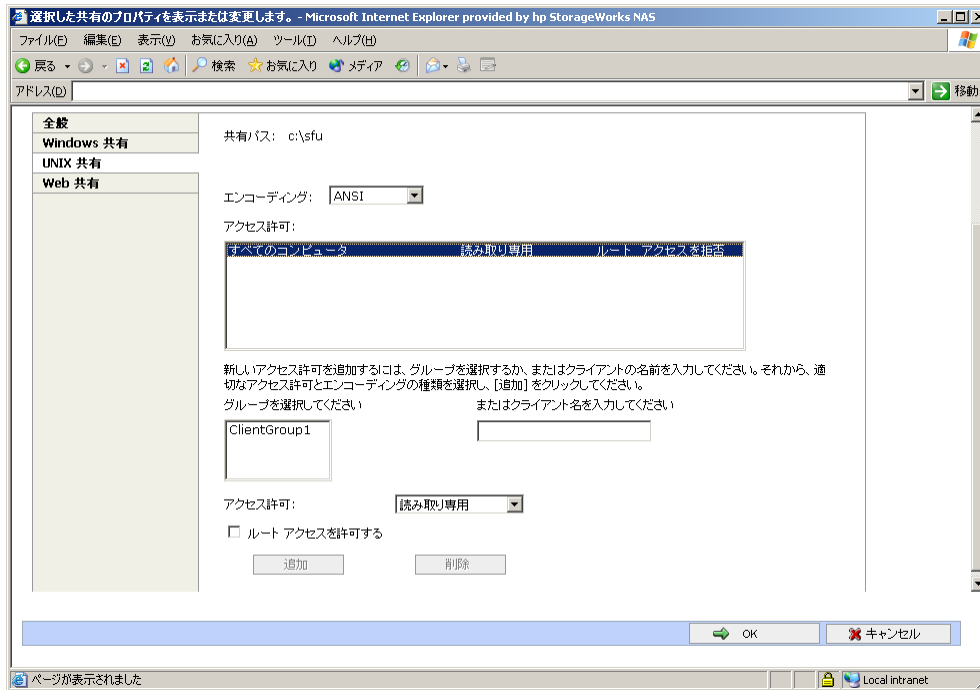 選択した共有のプロパティを表示または変更します。 - Microsoft Internet Explorer provided by hp StorageWorks NAS
ファイル(F) 編集(E) 表示(V) お気に入り(A) ツール(T) ヘルプ(H)
戻る 検索 お気に入り メディア
アドレス(D) 移動
全般
Windows 共有
UNIX 共有
Web 共有
共有パス: c:\sfu
エンコーディング: ANSI
アクセス許可:
すべてのコンピュータ 読み取り専用 ルート アクセスを拒否
新しいアクセス許可を追加するには、グループを選択するか、またはクライアントの名前を入力してください。それから、適
切なアクセス許可とエンコーディングの種類を選択し、[追加] をクリックしてください。
グループを選択してください またはクライアント名を入力してください
ClientGroup1
アクセス許可: 読み取り専用
ルート アクセスを許可する
追加 削除
OK キャンセル
ページが表示されました Local intranet